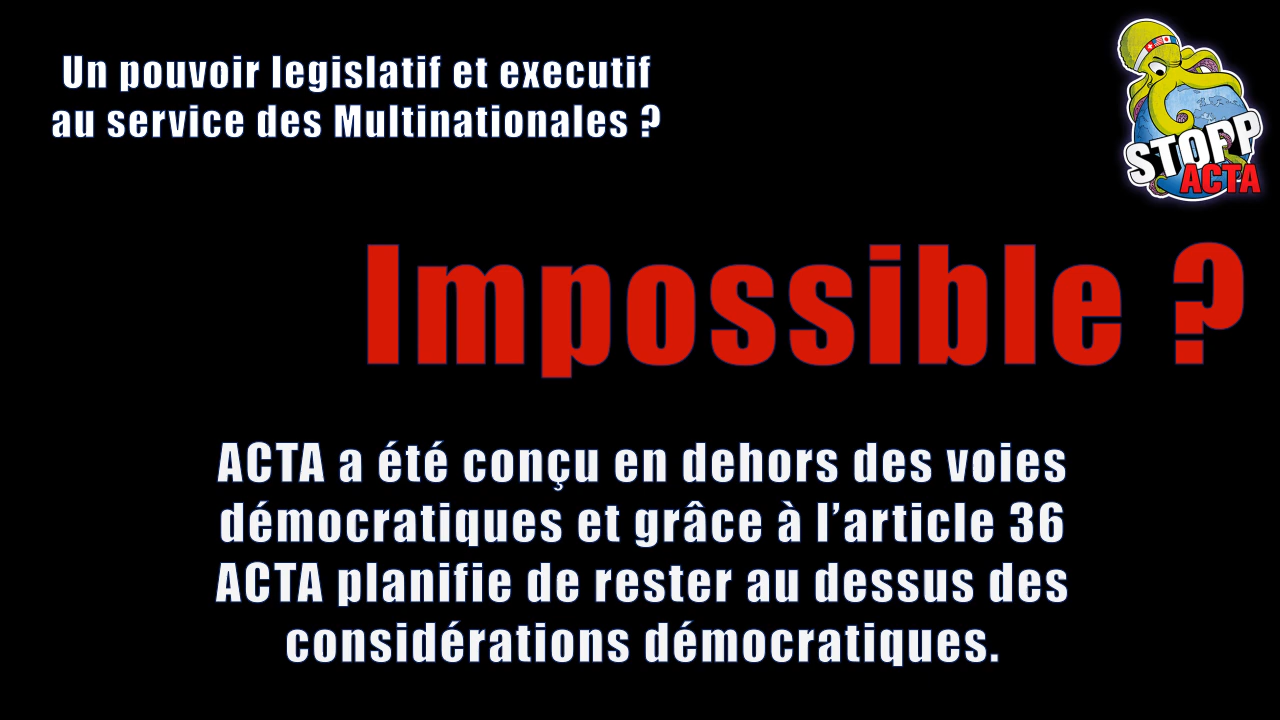 Un pouvoir legislatif et executif
au service des Multinationales ?
STOPP
ACTA
Impossible ?
ACTA a été conçu en dehors des voies
démocratiques et grâce à l’article 36
ACTA planifie de rester au dessus des
considérations démocratiques.